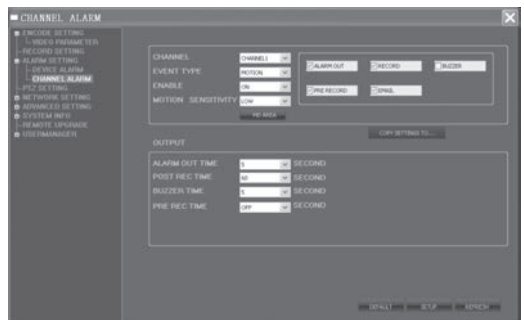 CHANNEL ALARM
ENCODE SETTING
VIDEO PARAMETER
RECORD SETTING
ALARM SETTING
DEVICE ALARM
CHANNEL ALARM
PTZ SETTING
NETWORK SETTING
ADVANCED SETTING
SYSTEM INFO
REMOTE UPGRADE
USERMANAGER
CHANNEL CHANNEL1
EVENT TYPE MOTION
ENABLE ON
MOTION SENSITIVITY LOW
MD AREA
ALARM OUT RECORD BUZZER
PRE RECORD EMAIL
COPY SETTINGS TO...
OUTPUT
ALARM OUT TIME 5 SECOND
POST REC TIME 60 SECOND
BUZZER TIME 5 SECOND
PRE REC TIME OFF SECOND
DEFAULT SETUP REFRESH